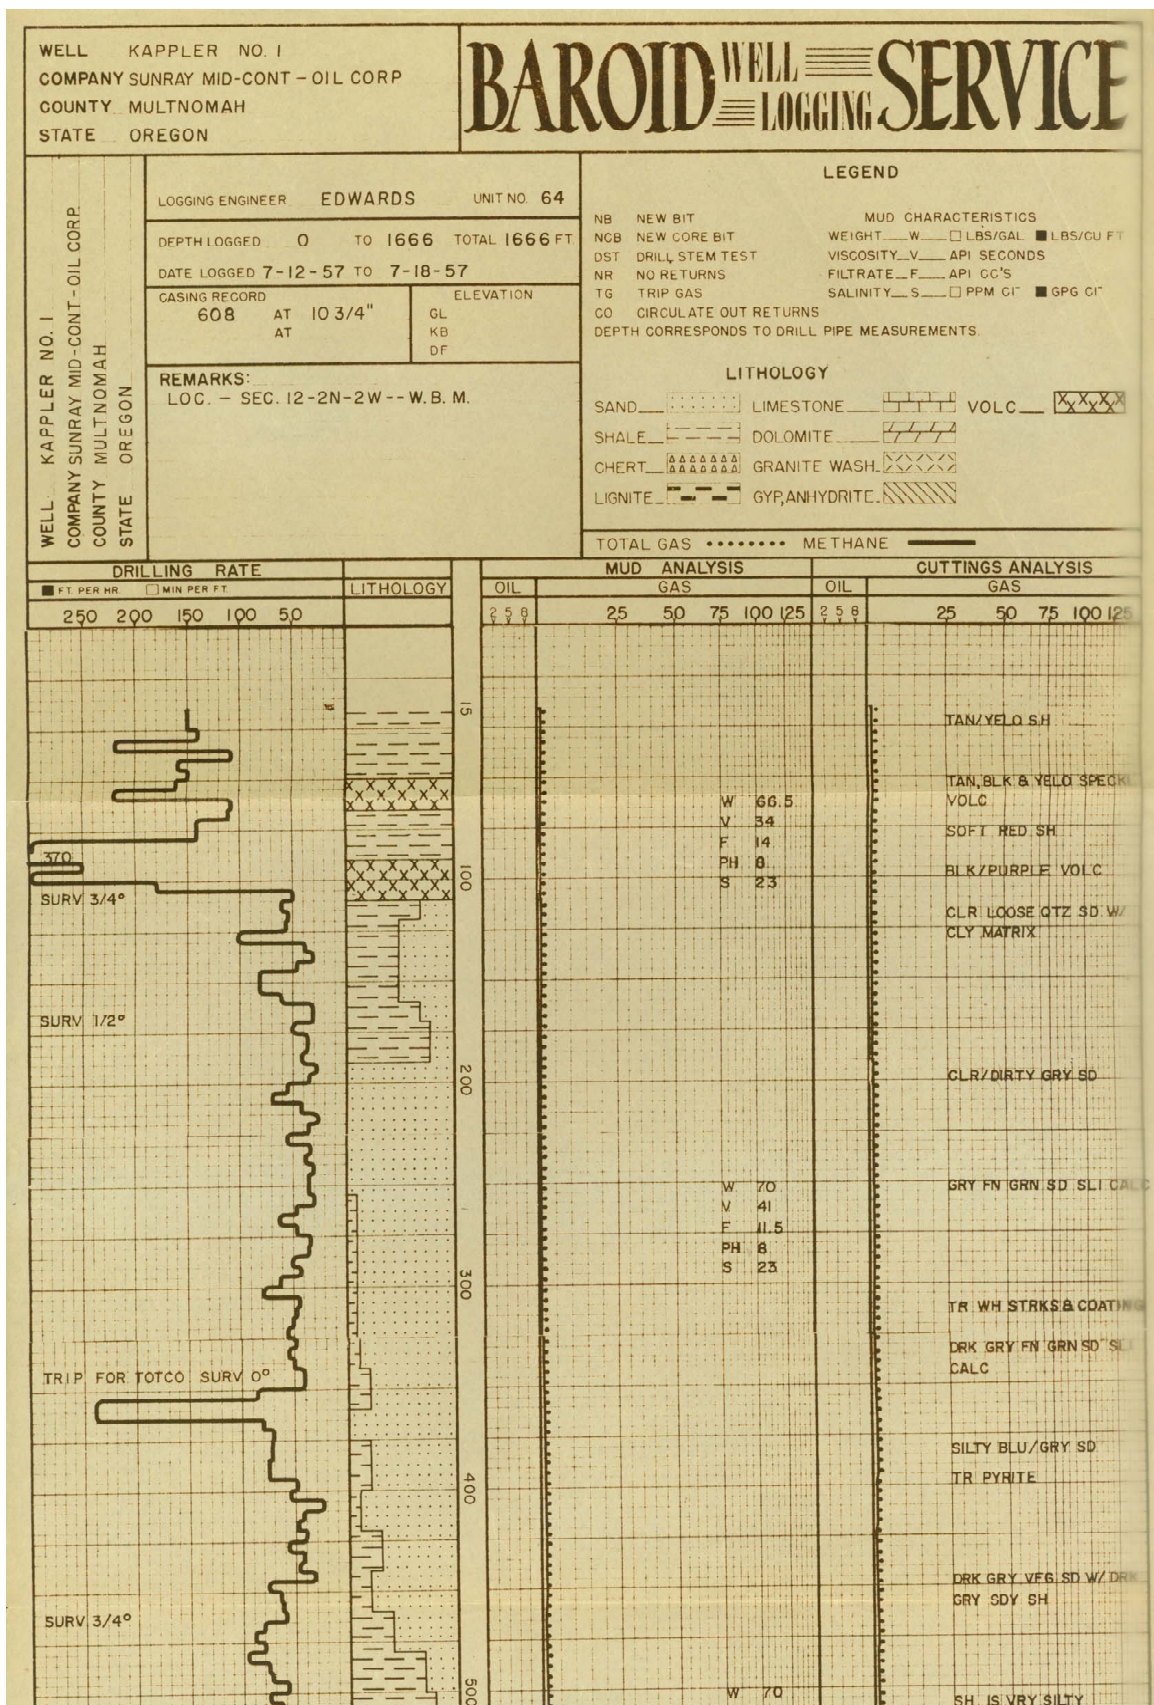 WELL KAPPLER NO. 1
COMPANY SUNRAY MID-CONT-OIL CORP
COUNTY MULTNOMAH
STATE OREGON
BAROID WELL LOGGING SERVICE
WELL KAPPLER NO. 1
COMPANY SUNRAY MID-CONT-OIL CORP.
COUNTY MULTNOMAH
STATE OREGON
LOGGING ENGINEER EDWARDS UNIT NO. 64
DEPTH LOGGED 0 TO 1666 TOTAL 1666 FT.
DATE LOGGED 7-12-57 TO 7-18-57
CASING RECORD
608 AT 10 3/4"
AT
ELEVATION
GL
KB
DF
REMARKS:
LOC. - SEC. 12-2N-2W--W.B.M.
LEGEND
NB NEW BIT
NCB NEW CORE BIT
DST DRILL STEM TEST
NR NO RETURNS
TG TRIP GAS
CO CIRCULATE OUT RETURNS
DEPTH CORRESPONDS TO DRILL PIPE MEASUREMENTS.
MUD CHARACTERISTICS
WEIGHT W LBS/GAL LBS/CU FT
VISCOSITY V API SECONDS
FILTRATE F API CC'S
SALINITY S PPM Cl⁻ GPG Cl⁻
LITHOLOGY
SAND LIMESTONE VOLC
SHALE DOLOMITE
CHERT GRANITE WASH
LIGNITE GYP, ANHYDRITE
TOTAL GAS METHANE
DRILLING RATE
FT. PER HR. MIN PER FT.
250 200 150 100 50
LITHOLOGY
MUD ANALYSIS
OIL GAS
2 5 8 25 50 75 100 125
CUTTINGS ANALYSIS
OIL GAS
2 5 8 25 50 75 100 125
15
TAN/YELO SH
TAN, BLK & YELO SPECK
VOLC
W 66.5
V 34
F 14
PH 8
S 23
SOFT RED SH
370
BLK/PURPLE VOLC
100
SURV 3/4°
CLR LOOSE QTZ SD W/
CLY MATRIX
SURV 1/2°
200
CLR/DIRTY GRY SD
W 70
V 41
F 11.5
PH 8
S 23
GRY FN GRN SD SLI CALC
300
TR WH STRKS & COATING
DRK GRY FN GRN SD SLI
CALC
TRIP FOR TOTCO SURV 0°
SILTY BLU/GRY SD
TR PYRITE
400
DRK GRY VFG SD W/ DRK
GRY SDY SH
SURV 3/4°
500
W 70
SH IS VRY SILTY